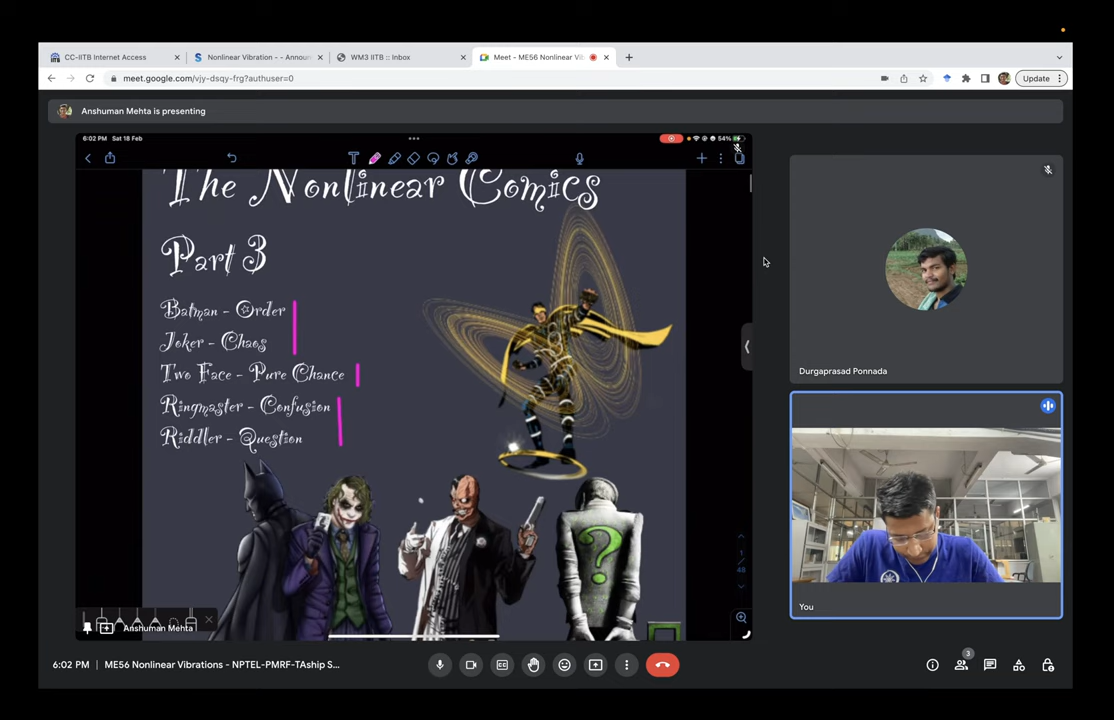 CC-IITB Internet Access
Nonlinear Vibration - - Announ
WM3 IITB :: Inbox
Meet - ME56 Nonlinear Vib
meet.google.com/vjy-dsqy-frg?authuser=0
Update
Anshuman Mehta is presenting
6:02 PM Sat 18 Feb
54%
The Nonlinear Comics
Part 3
Batman - Order
Joker - Chaos
Two Face - Pure Chance
Ringmaster - Confusion
Riddler - Question
?
1
48
Anshuman Mehta
Durgaprasad Ponnada
You
6:02 PM | ME56 Nonlinear Vibrations - NPTEL-PMRF-TAship S...
3